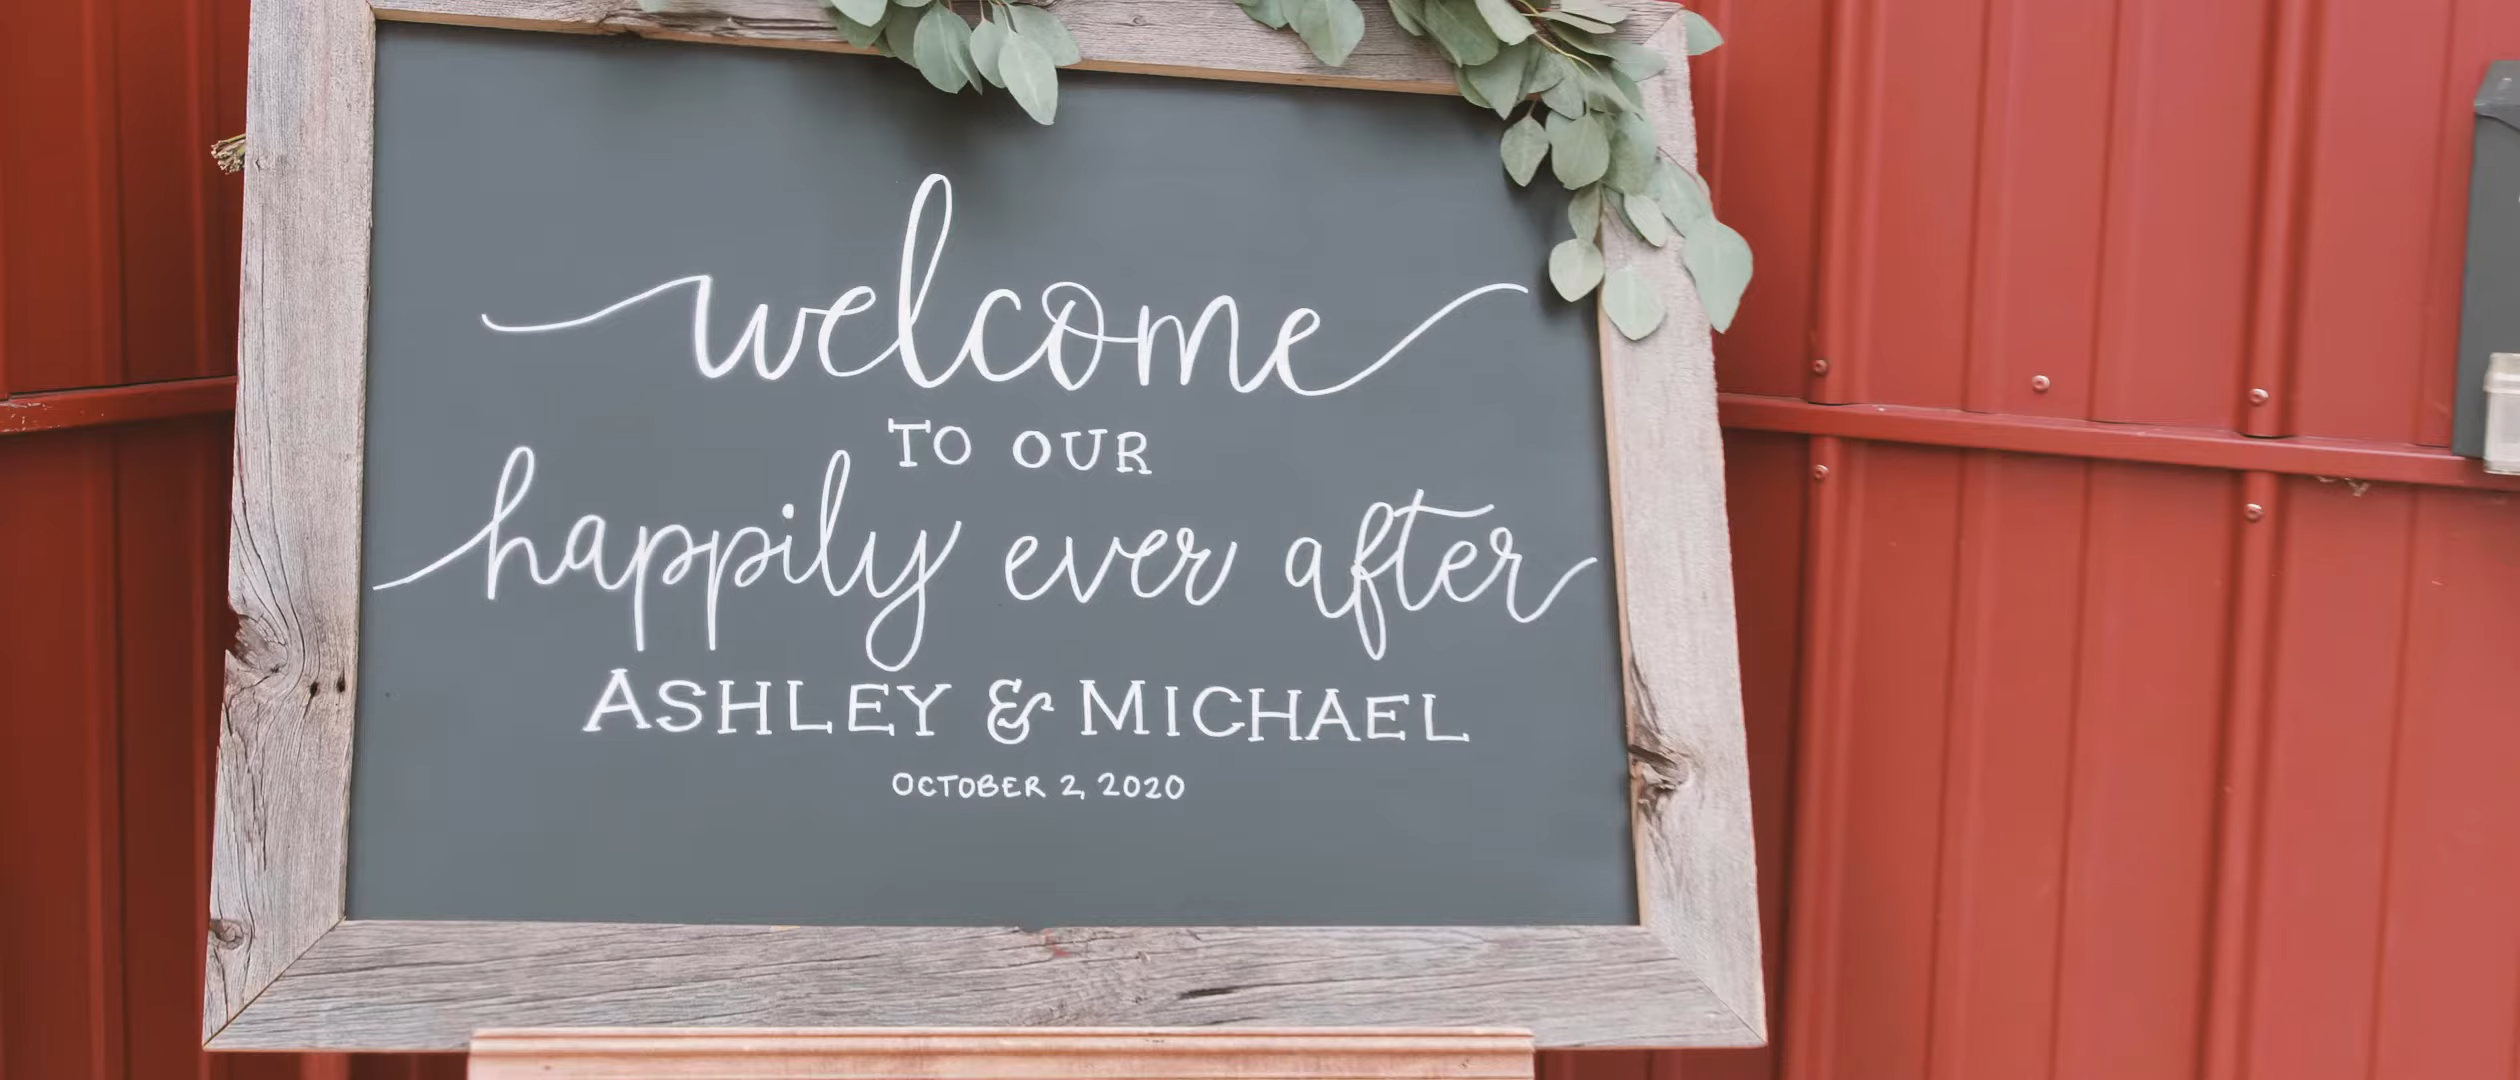 welcome
TO OUR
happily ever after
ASHLEY & MICHAEL
OCTOBER 2, 2020